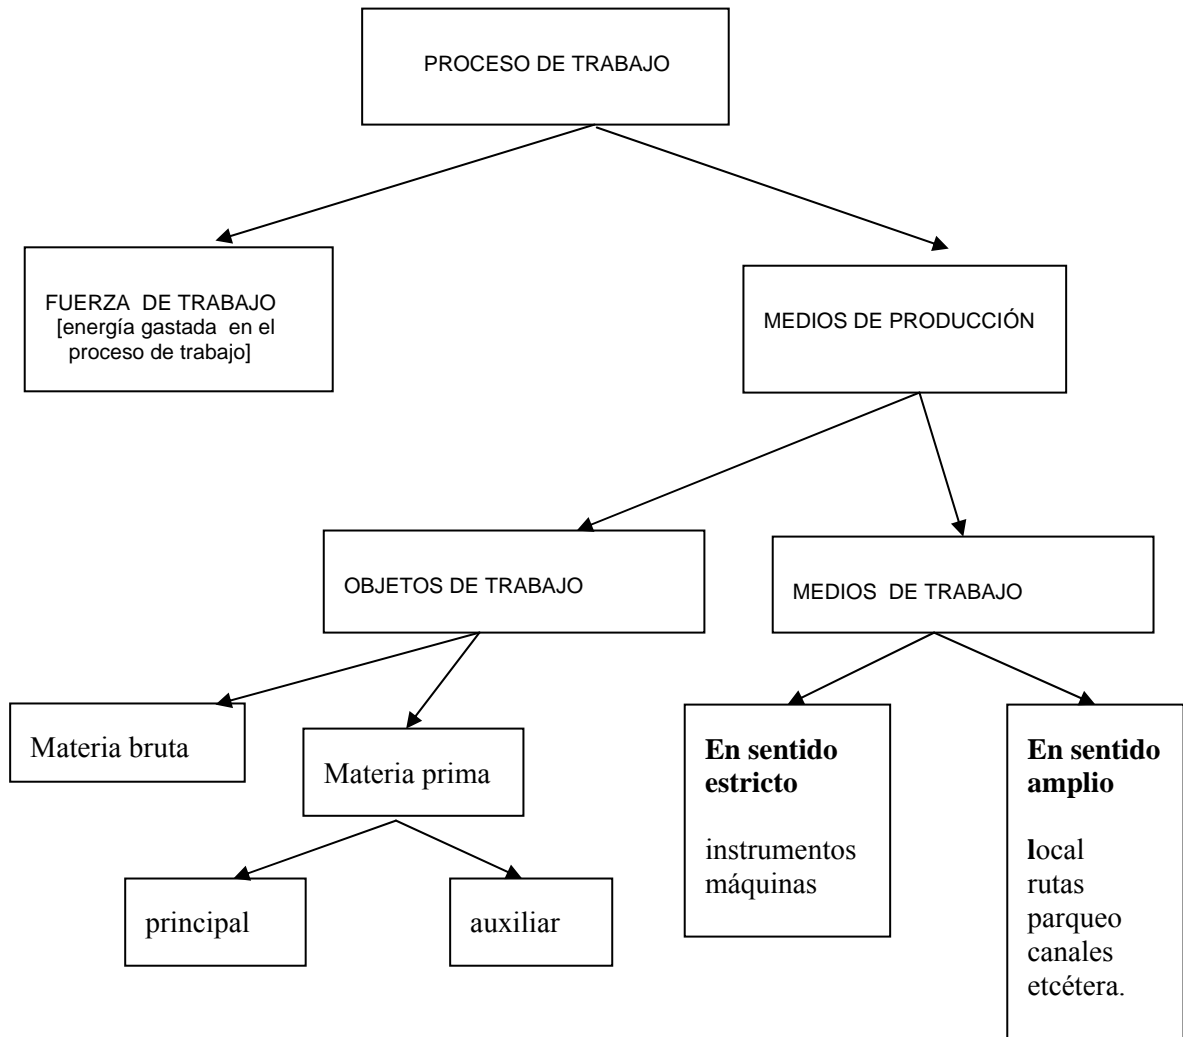 PROCESO DE TRABAJO
FUERZA DE TRABAJO
[energía gastada en el
proceso de trabajo]
MEDIOS DE PRODUCCIÓN
OBJETOS DE TRABAJO
MEDIOS DE TRABAJO
Materia bruta
Materia prima
principal
auxiliar
En sentido
estricto
instrumentos
máquinas
En sentido
amplio
local
rutas
parqueo
canales
etcétera.